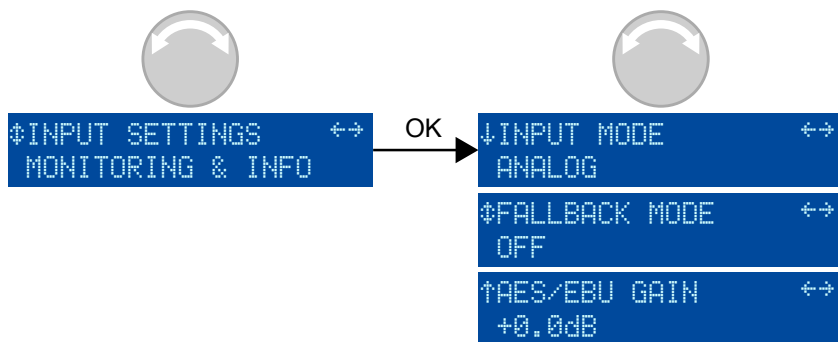 ↕INPUT SETTINGS ←→
MONITORING & INFO
OK
↓INPUT MODE ←→
ANALOG
↕FALLBACK MODE ←→
OFF
↑AES/EBU GAIN ←→
+0.0dB